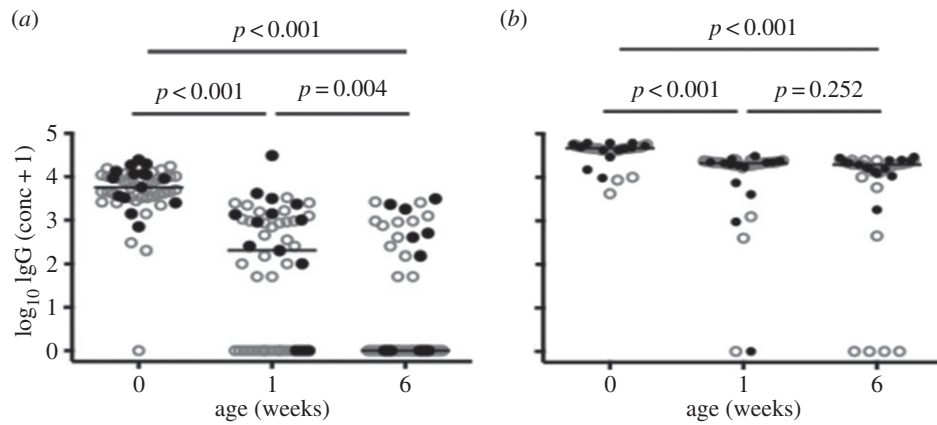 (a)
p < 0.001
p < 0.001
p = 0.004
log10 IgG (conc + 1)
5
4
3
2
1
0
0
1
6
age (weeks)
(b)
p < 0.001
p < 0.001
p = 0.252
0
1
6
age (weeks)